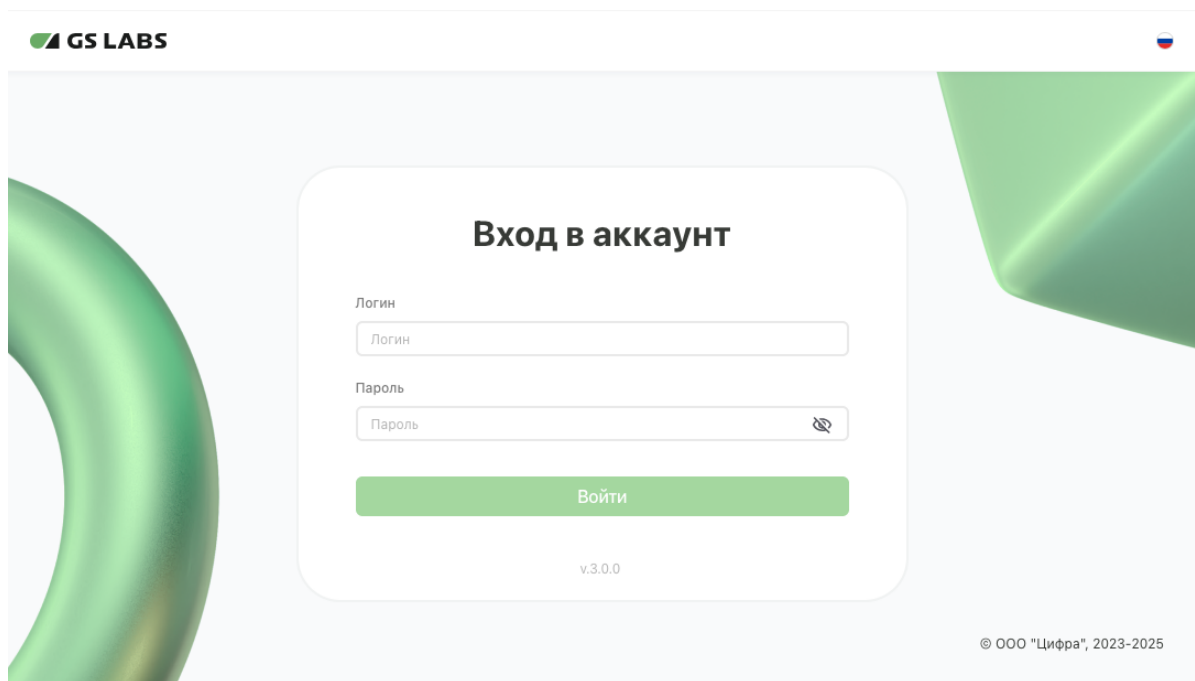 GS LABS
Вход в аккаунт
Логин
Логин
Пароль
Пароль
Войти
v.3.0.0
© ООО "Цифра", 2023-2025